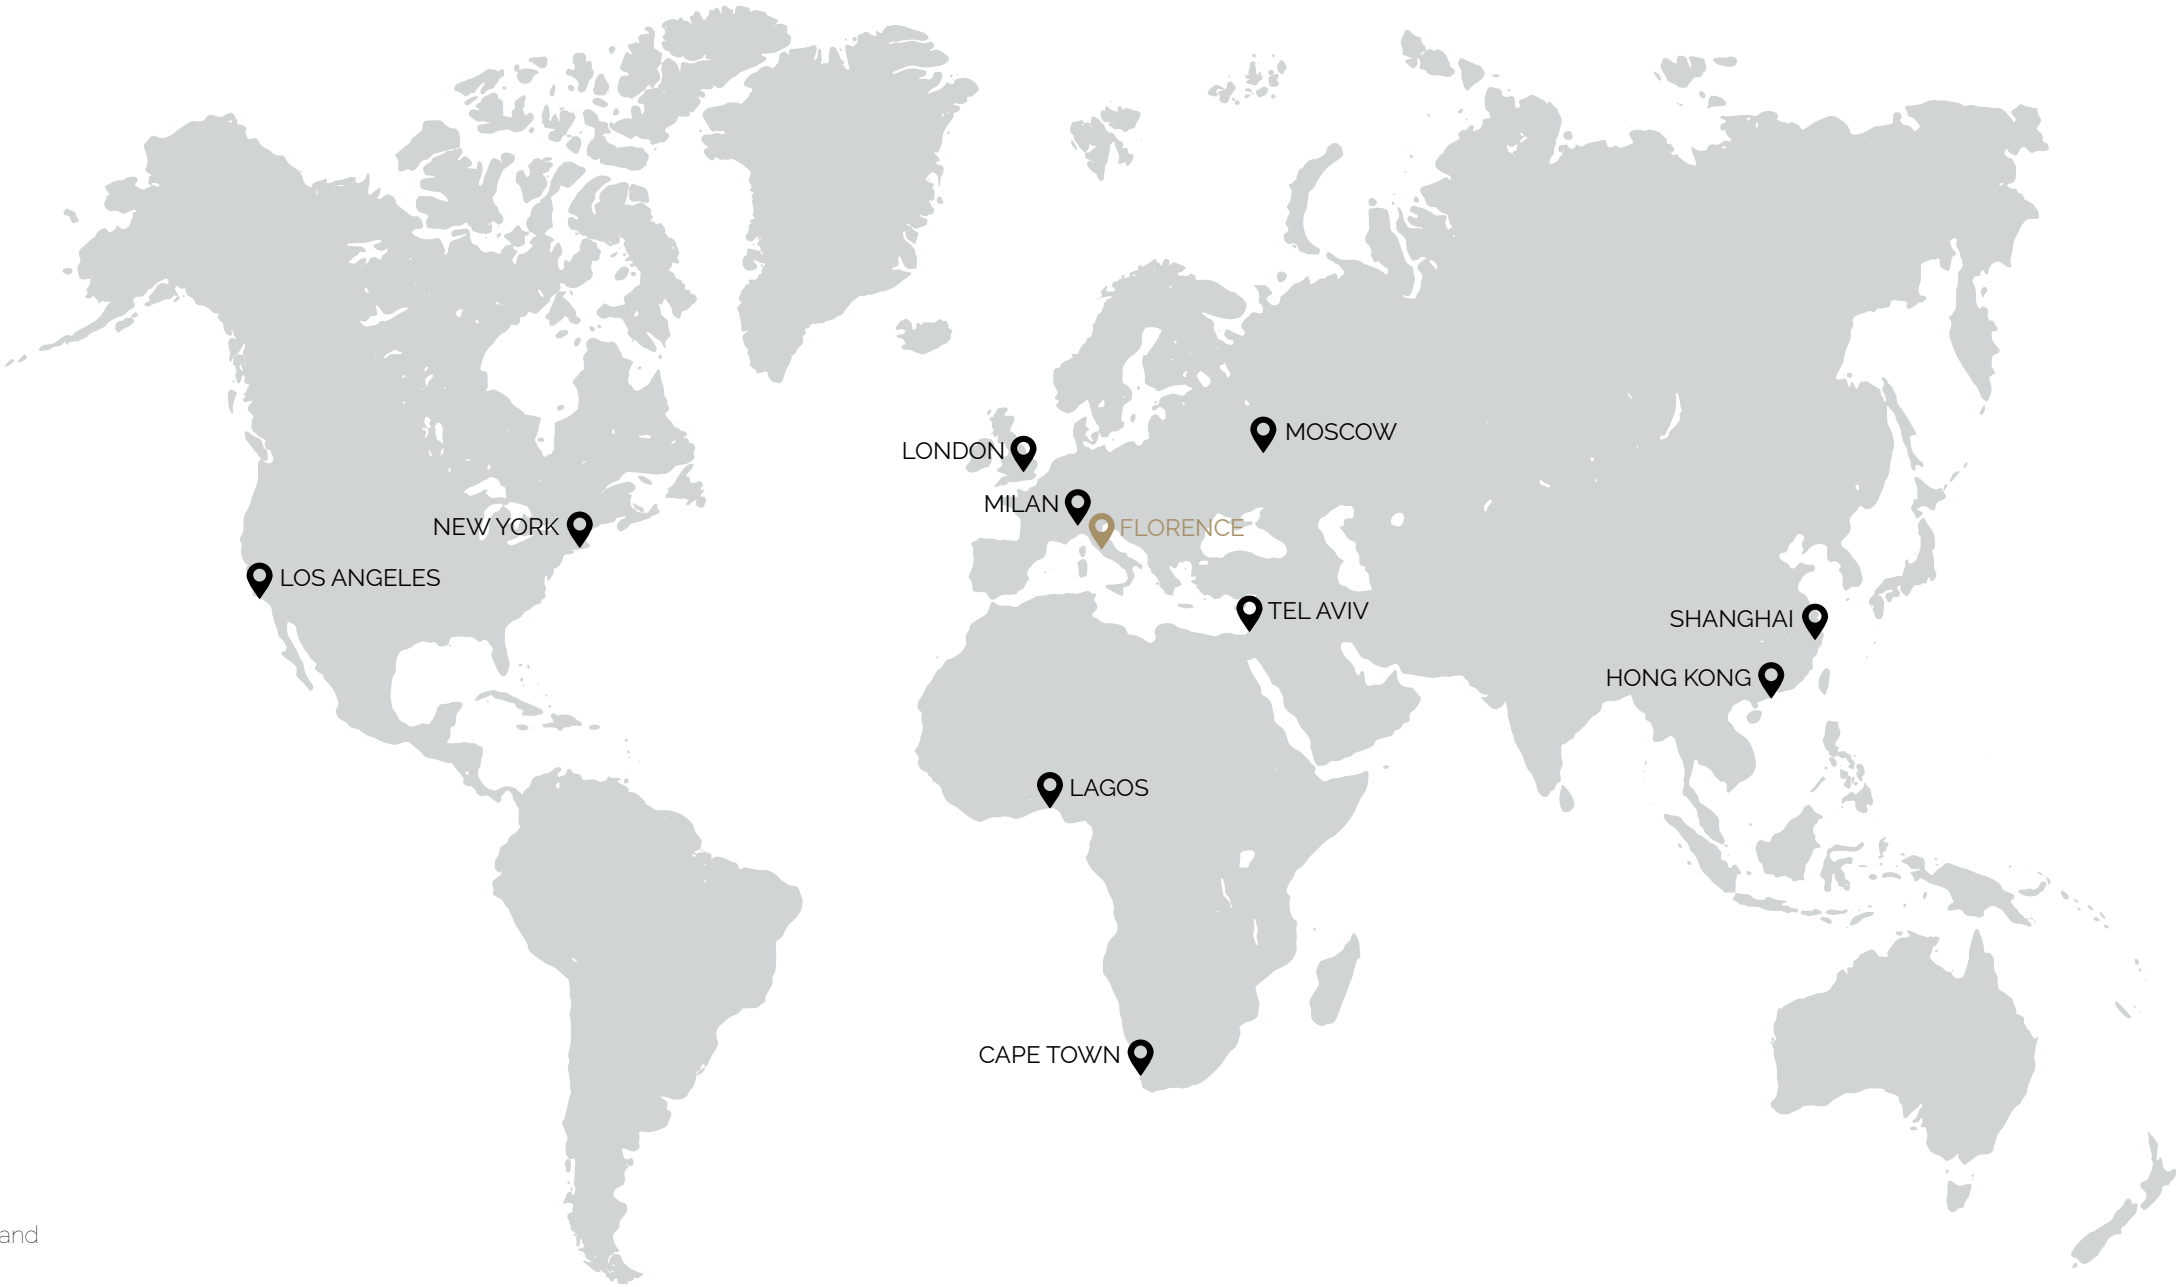 MOSCOW
LONDON
MILAN
NEW YORK
FLORENCE
LOS ANGELES
TEL AVIV
SHANGHAI
HONG KONG
LAGOS
CAPE TOWN
and